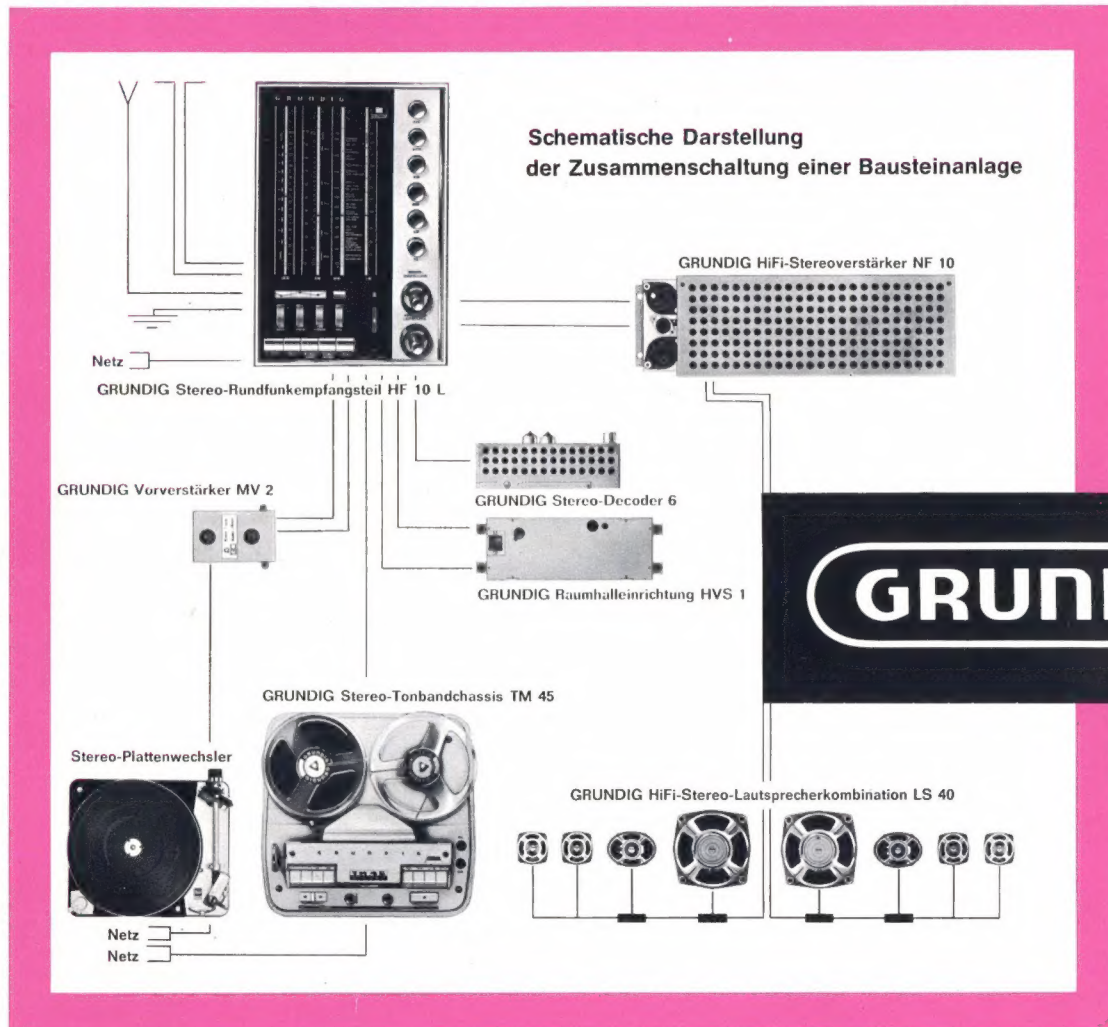 Schematische Darstellung
der Zusammenschaltung einer Bausteinanlage
GRUNDIG
GRUNDIG HiFi-Stereoverstärker NF 10
Netz
GRUNDIG Stereo-Rundfunkempfangsteil HF 10 L
GRUNDIG Stereo-Decoder 6
GRUNDIG Vorverstärker MV 2
GRUNDIG Raumhalleinrichtung HVS 1
GRUN
GRUNDIG Stereo-Tonbandchassis TM 45
Stereo-Plattenwechsler
GRUNDIG HiFi-Stereo-Lautsprecherkombination LS 40
Netz
Netz